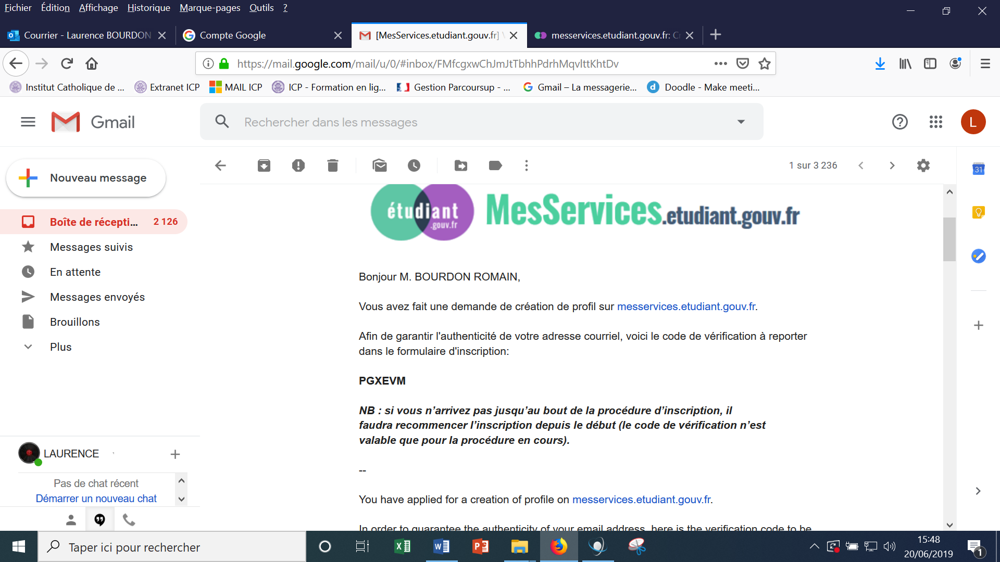 Fichier Édition Affichage Historique Marque-pages Outils ?
Courrier - Laurence BOURDON
Compte Google
[MesServices.etudiant.gouv.fr]
messervices.etudiant.gouv.fr: Cr
https://mail.google.com/mail/u/0/#inbox/FMfcgxwChJmJtTbhhPdrhMqvlttKhtDv
Institut Catholique de ...
Extranet ICP
MAIL ICP
ICP - Formation en lig...
Gestion Parcoursup - ...
Gmail – La messagerie...
Doodle - Make meeti...
Gmail
Rechercher dans les messages
L
Nouveau message
1 sur 3 236
31
Boîte de récepti... 2 126
Messages suivis
En attente
Messages envoyés
Brouillons
Plus
étudiant
.gouv.fr
MesServices.etudiant.gouv.fr
Bonjour M. BOURDON ROMAIN,
Vous avez fait une demande de création de profil sur messervices.etudiant.gouv.fr.
Afin de garantir l'authenticité de votre adresse courriel, voici le code de vérification à reporter
dans le formulaire d'inscription:
PGXEVM
NB : si vous n’arrivez pas jusqu’au bout de la procédure d’inscription, il
faudra recommencer l’inscription depuis le début (le code de vérification n’est
valable que pour la procédure en cours).
--
You have applied for a creation of profile on messervices.etudiant.gouv.fr.
In order to guarantee the authenticity of your email address, here is the verification code to be
LAURENCE
Pas de chat récent
Démarrer un nouveau chat
Taper ici pour rechercher
15:48
20/06/2019
1